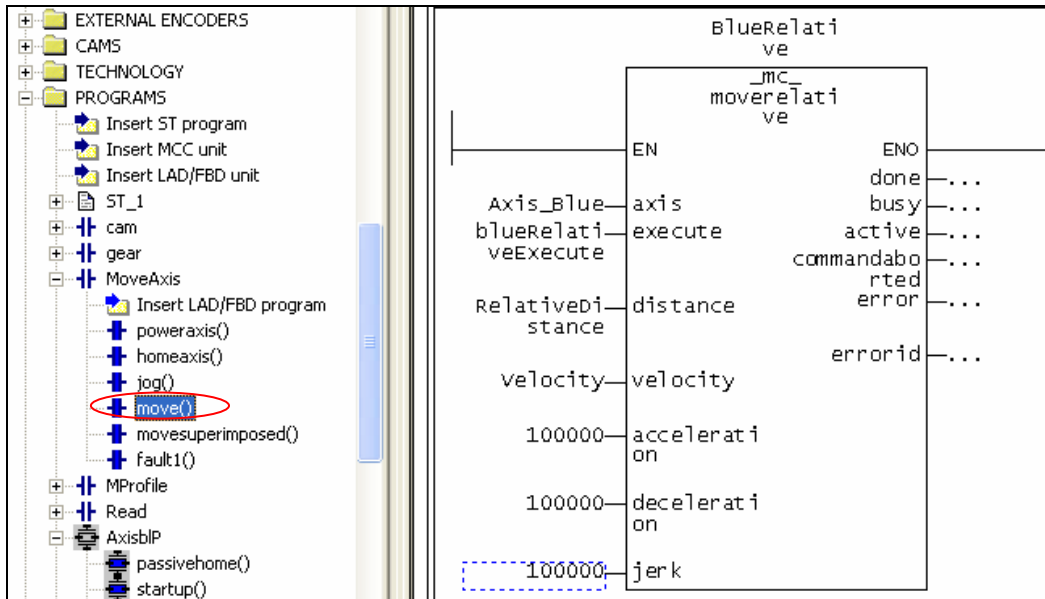 EXTERNAL ENCODERS
CAMS
TECHNOLOGY
PROGRAMS
Insert ST program
Insert MCC unit
Insert LAD/FBD unit
ST_1
cam
gear
MoveAxis
Insert LAD/FBD program
poweraxis()
homeaxis()
jog()
move()
movesuperimposed()
fault1()
MProfile
Read
AxisblP
passivehome()
startup()
BlueRelati
ve
_mc_
moverelati
ve
EN ENO
done ...
Axis_Blue axis busy ...
blueRelati execute active ...
veExecute commandabo ...
rted
error ...
RelativeDi distance
stance
errorid ...
Velocity velocity
100000 accelerati
on
100000 decelerati
on
100000 jerk